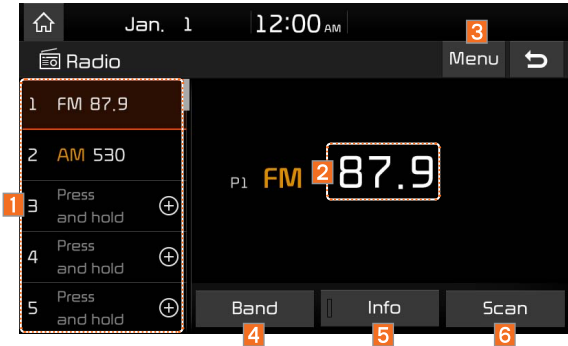 Jan. 1 12:00 AM
3
Radio Menu
1 FM 87.9
2 AM 530
3 Press and hold
4 Press and hold
5 Press and hold
1
P1 FM 2 87.9
Band Info Scan
4 5 6